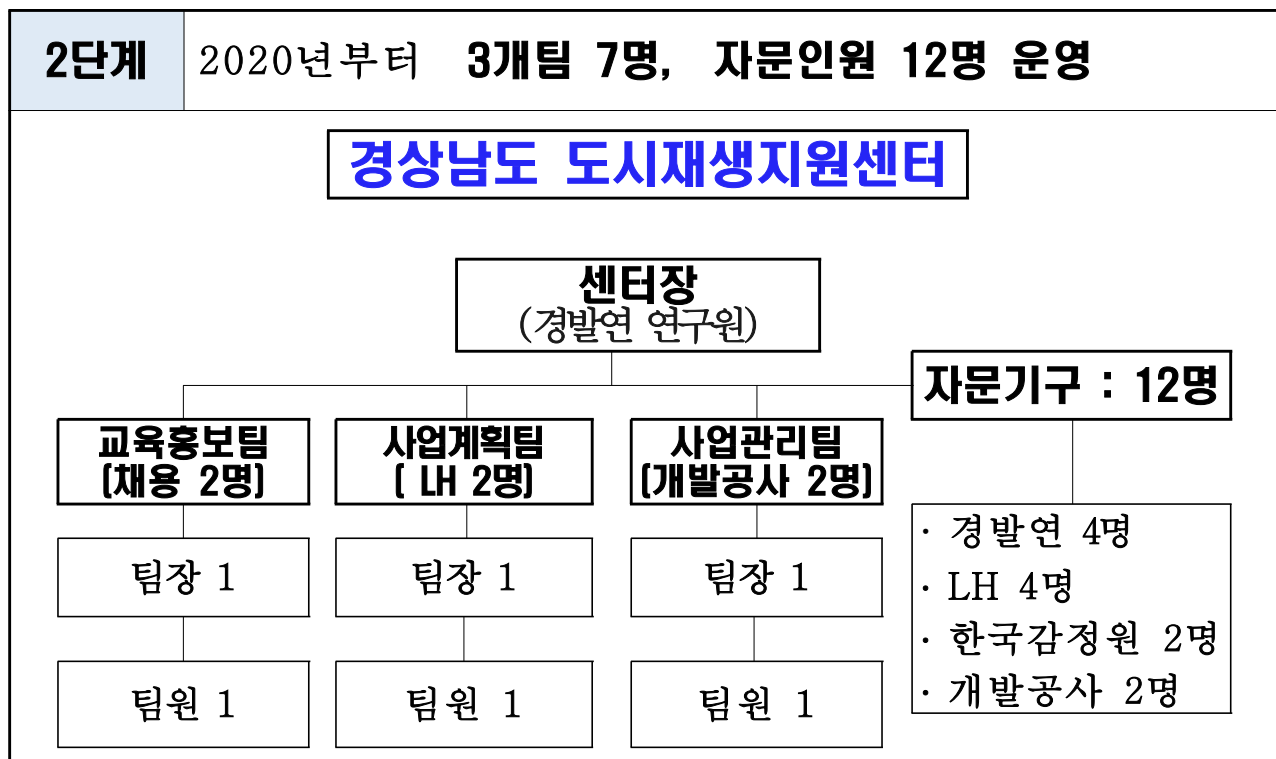 2단계 2020년부터 3개팀 7명, 자문인원 12명 운영
경상남도 도시재생지원센터
센터장
(경발연 연구원)
자문기구 : 12명
교육홍보팀
(채용 2명)
사업계획팀
( LH 2명)
사업관리팀
(개발공사 2명)
팀장 1
팀장 1
팀장 1
팀원 1
팀원 1
팀원 1
· 경발연 4명
· LH 4명
· 한국감정원 2명
· 개발공사 2명